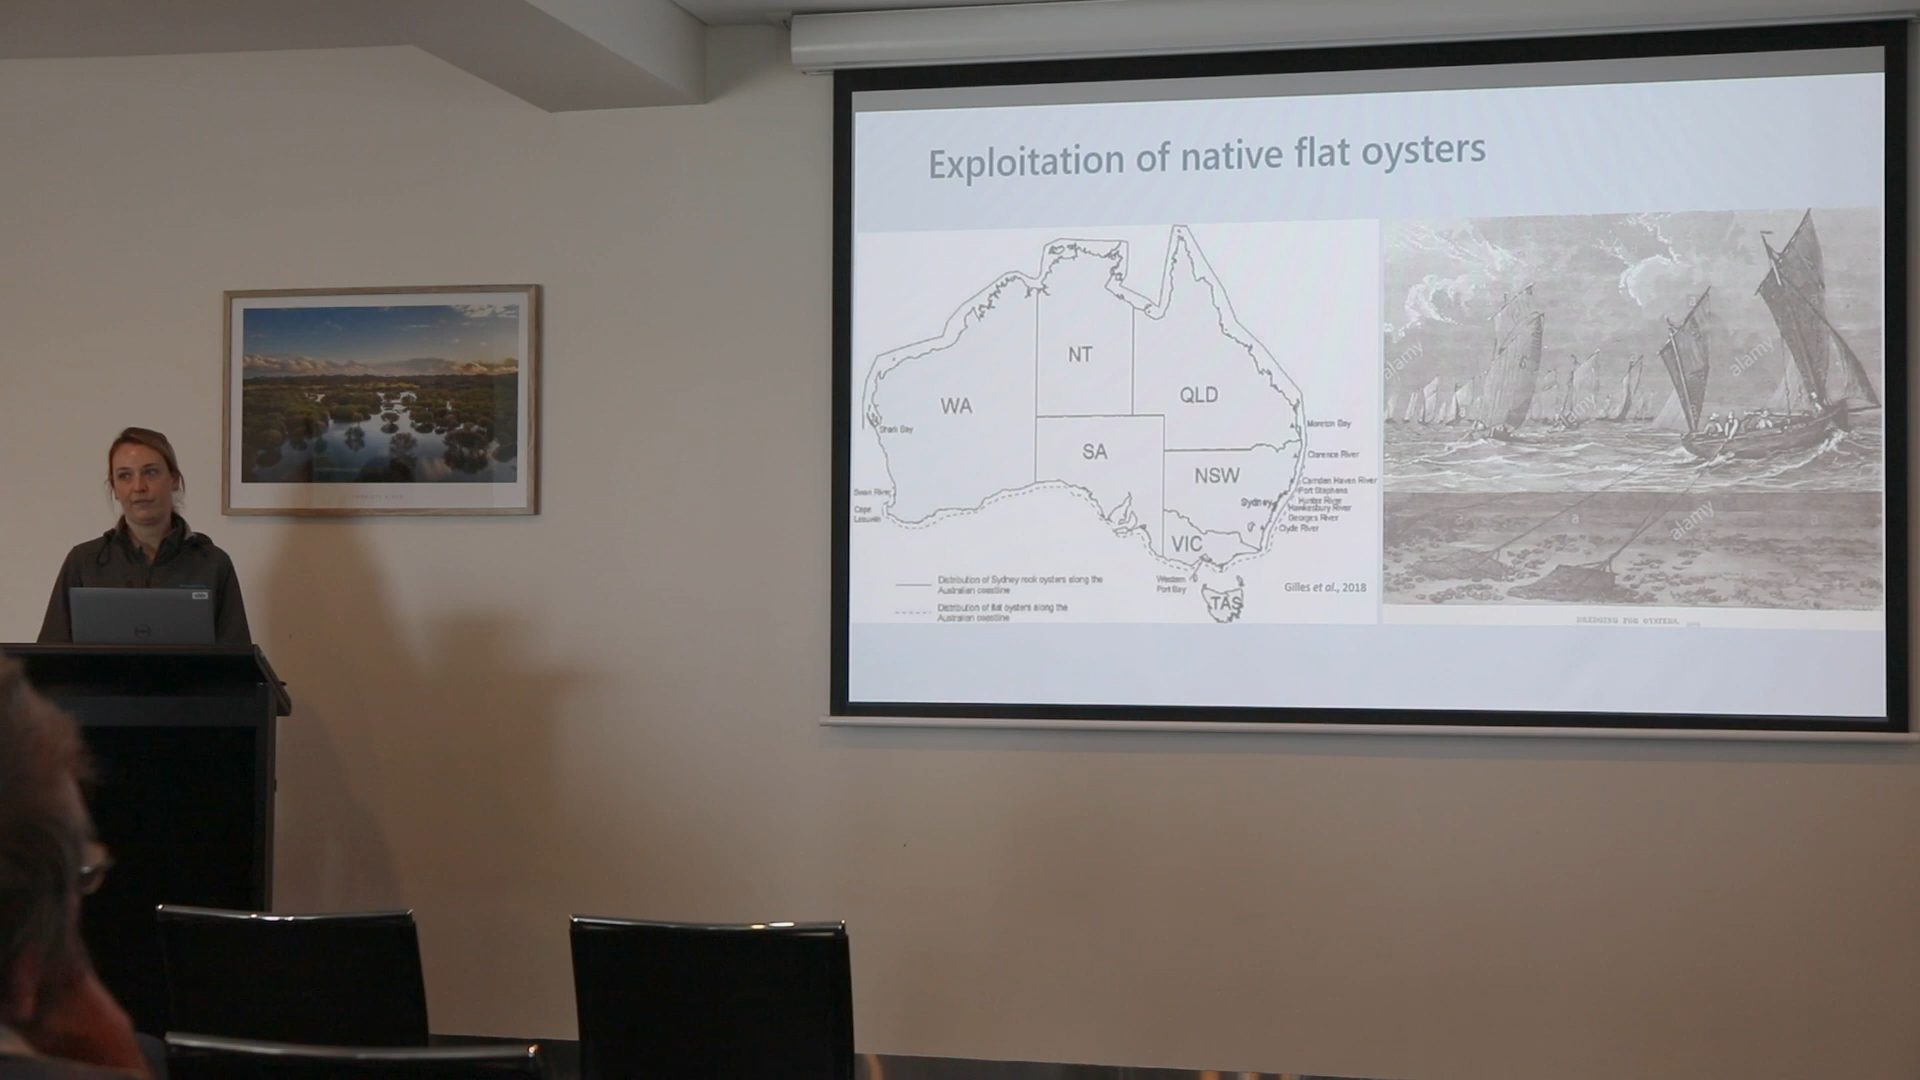 Exploitation of native flat oysters
NT
WA
QLD
Shark Bay
Moreton Bay
SA
Clarence River
NSW
Camden Haven River
Port Stephens
Swan River
Sydney
Hunter River
Hawkesbury River
Cape
Leeuwin
Georges River
Clyde River
VIC
Distribution of Sydney rock oysters along the
Australian coastline
Western
Port Bay
Gilles et al., 2018
TAS
Distribution of flat oysters along the
Australian coastline
alamy
alamy
alamy
alamy
a
a
DREDGING FOR OYSTERS.
DELL